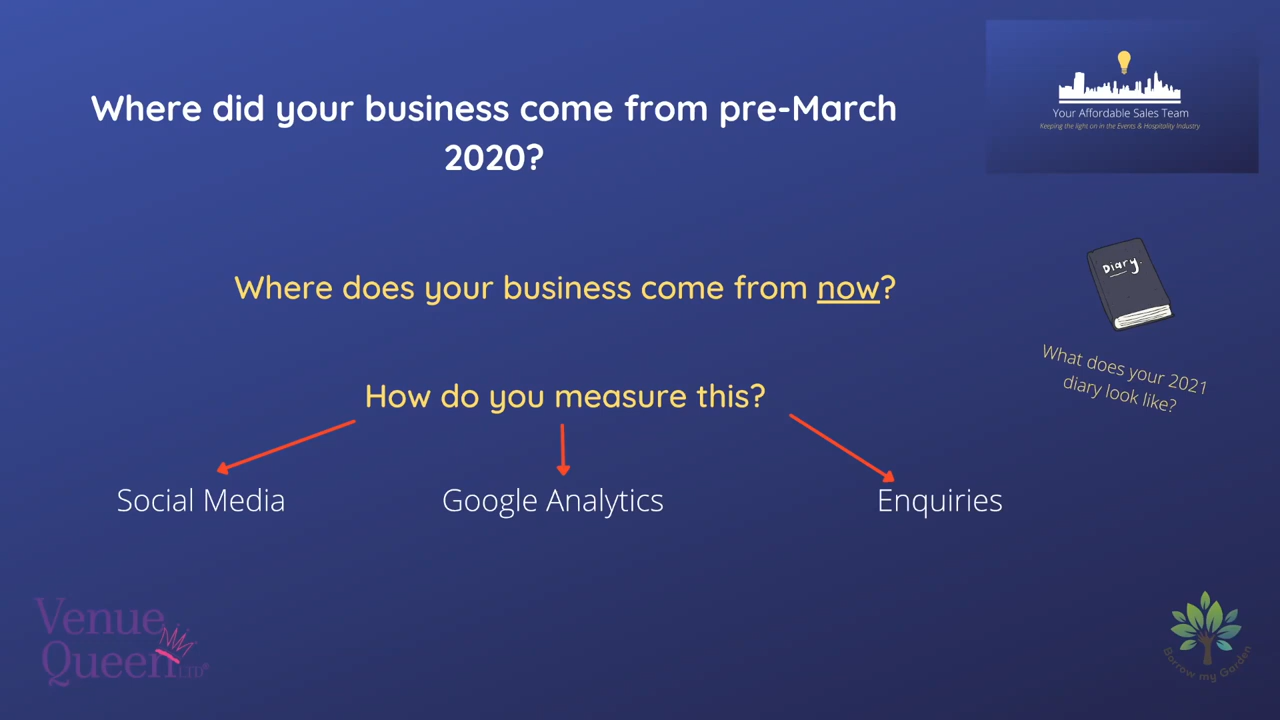 Where did your business come from pre-March
2020?
Your Affordable Sales Team
Keeping the light on in the Events & Hospitality Industry
Where does your business come from now?
Diary.
What does your 2021
diary look like?
How do you measure this?
Social Media
Google Analytics
Enquiries
Venue
Queen LTD®
Borrow my Garden